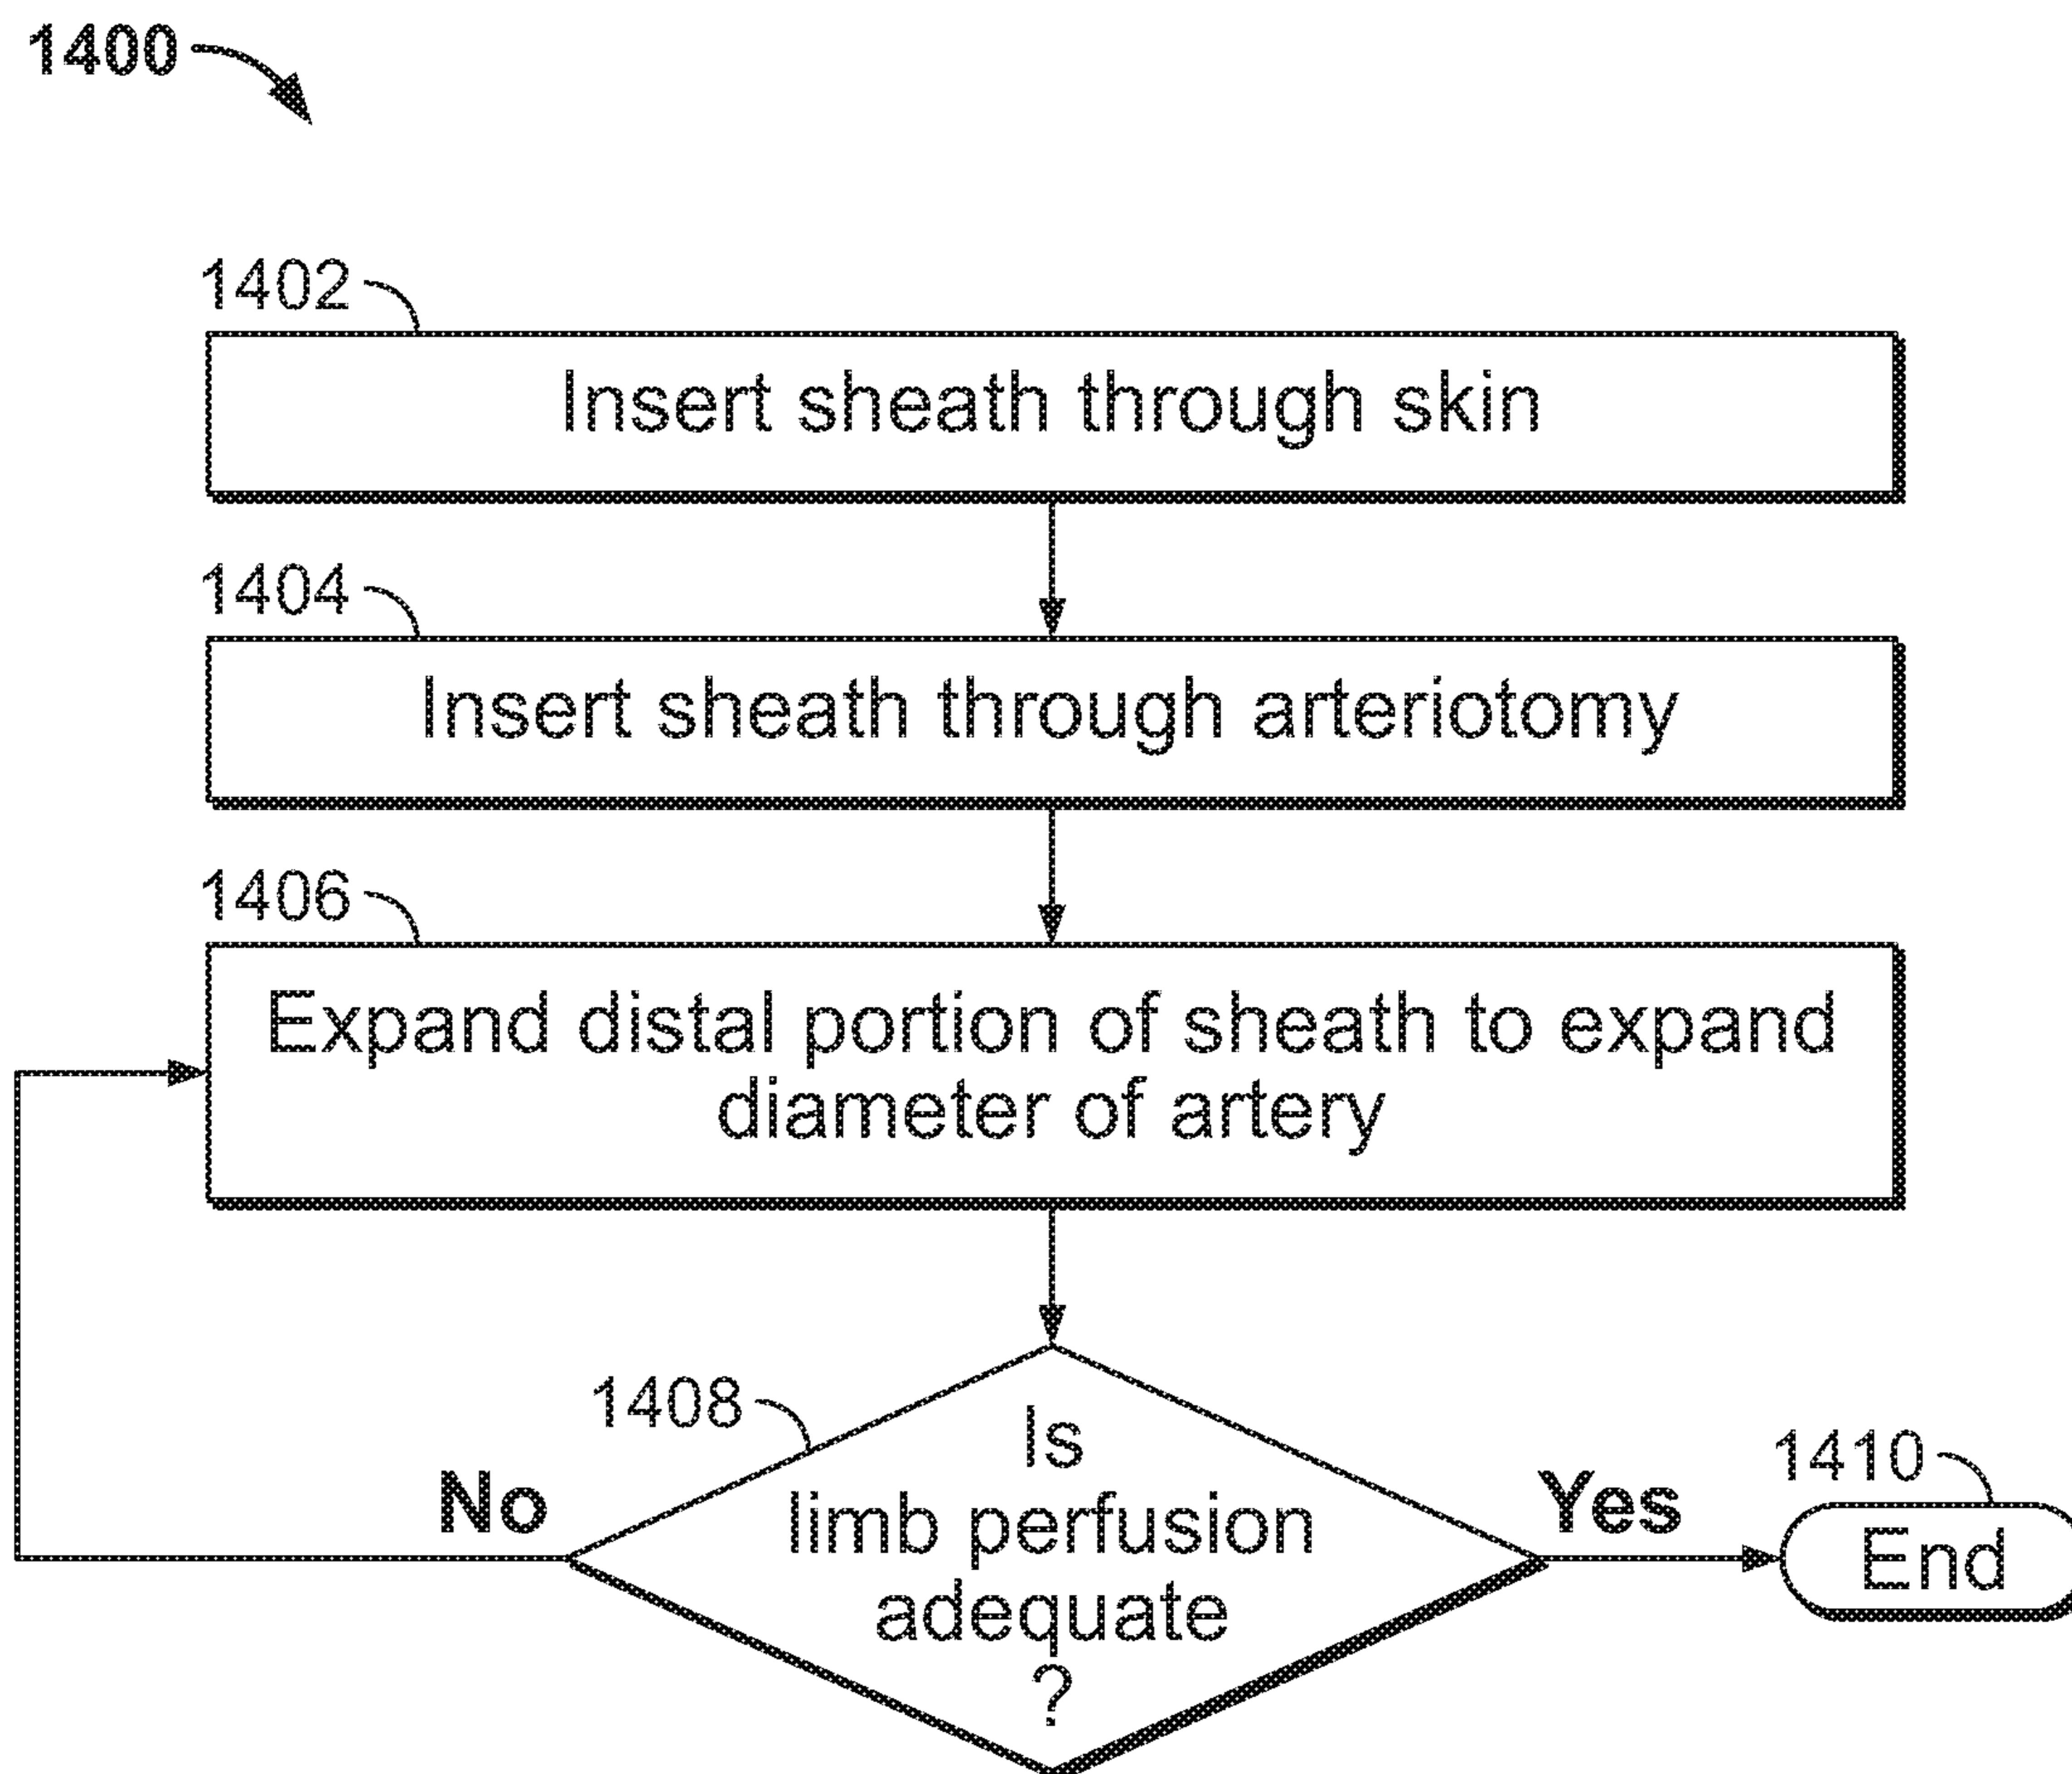 1400
1402
Insert sheath through skin
1404
Insert sheath through arteriotomy
1406
Expand distal portion of sheath to expand
diameter of artery
1408
Is
limb perfusion
adequate
?
No
Yes
1410
End